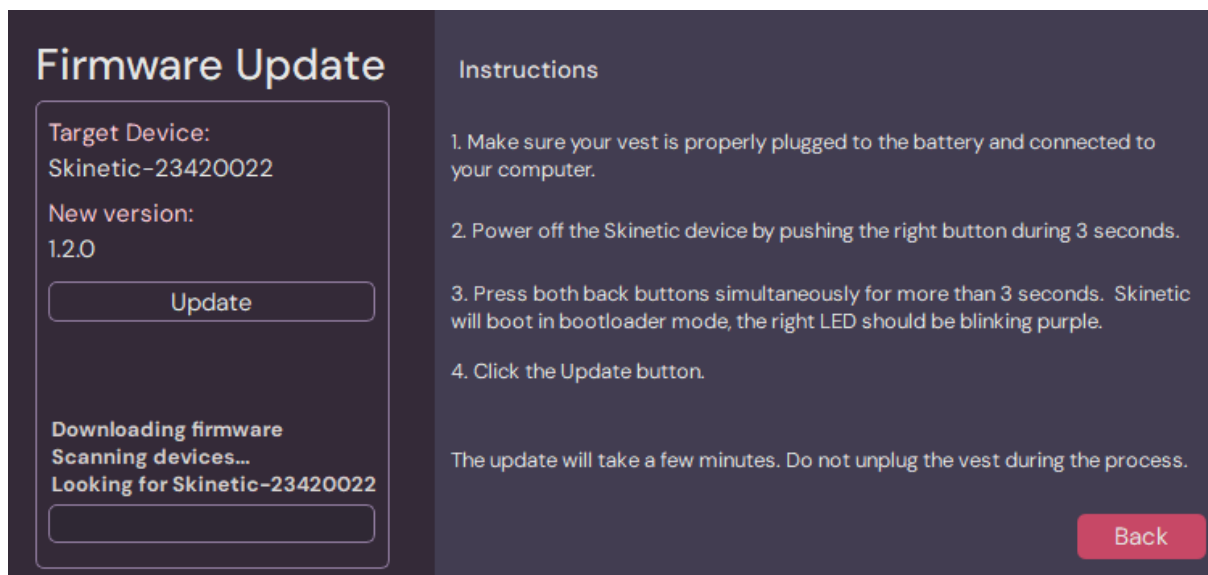 Firmware Update
Target Device:
Skinetic-23420022
New version:
1.2.0
Update
Downloading firmware
Scanning devices...
Looking for Skinetic-23420022
Instructions
1. Make sure your vest is properly plugged to the battery and connected to
your computer.
2. Power off the Skinetic device by pushing the right button during 3 seconds.
3. Press both back buttons simultaneously for more than 3 seconds.  Skinetic
will boot in bootloader mode, the right LED should be blinking purple.
4. Click the Update button.
The update will take a few minutes. Do not unplug the vest during the process.
Back